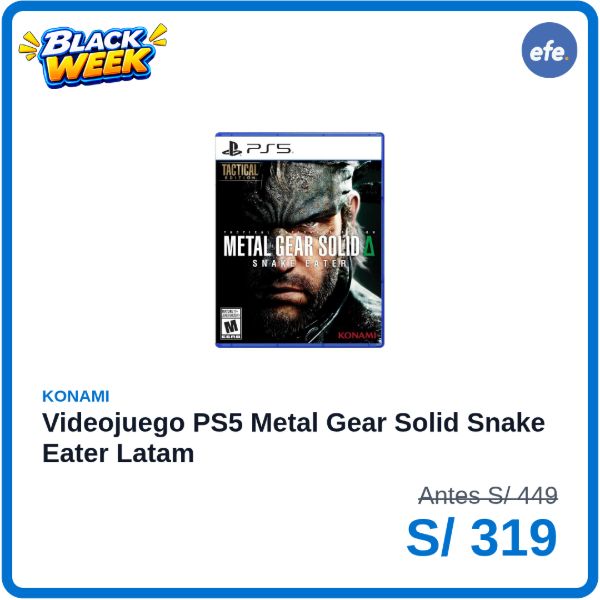 BLACK
WEEK
efe.
PS5
TACTICAL
EDITION
METAL GEAR SOLID Δ
SNAKE EATER
M
KONAMI
KONAMI
Videojuego PS5 Metal Gear Solid Snake
Eater Latam
Antes S/ 449
S/ 319